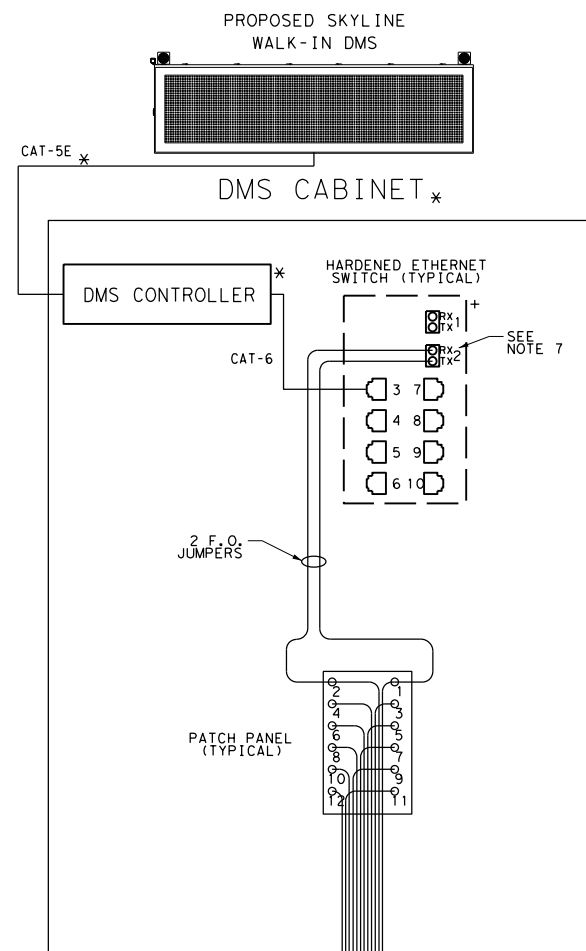 PROPOSED SKYLINE
WALK-IN DMS
CAT-5E *
DMS CABINET *
HARDENED ETHERNET
SWITCH (TYPICAL)
DMS CONTROLLER
*
+
RX
TX 1
SEE
NOTE 7
RX
TX 2
CAT-6
3 7
4 8
5 9
6 10
2 F.O.
JUMPERS
2 1
4 3
6 5
PATCH PANEL
(TYPICAL)
8 7
10 9
12 11